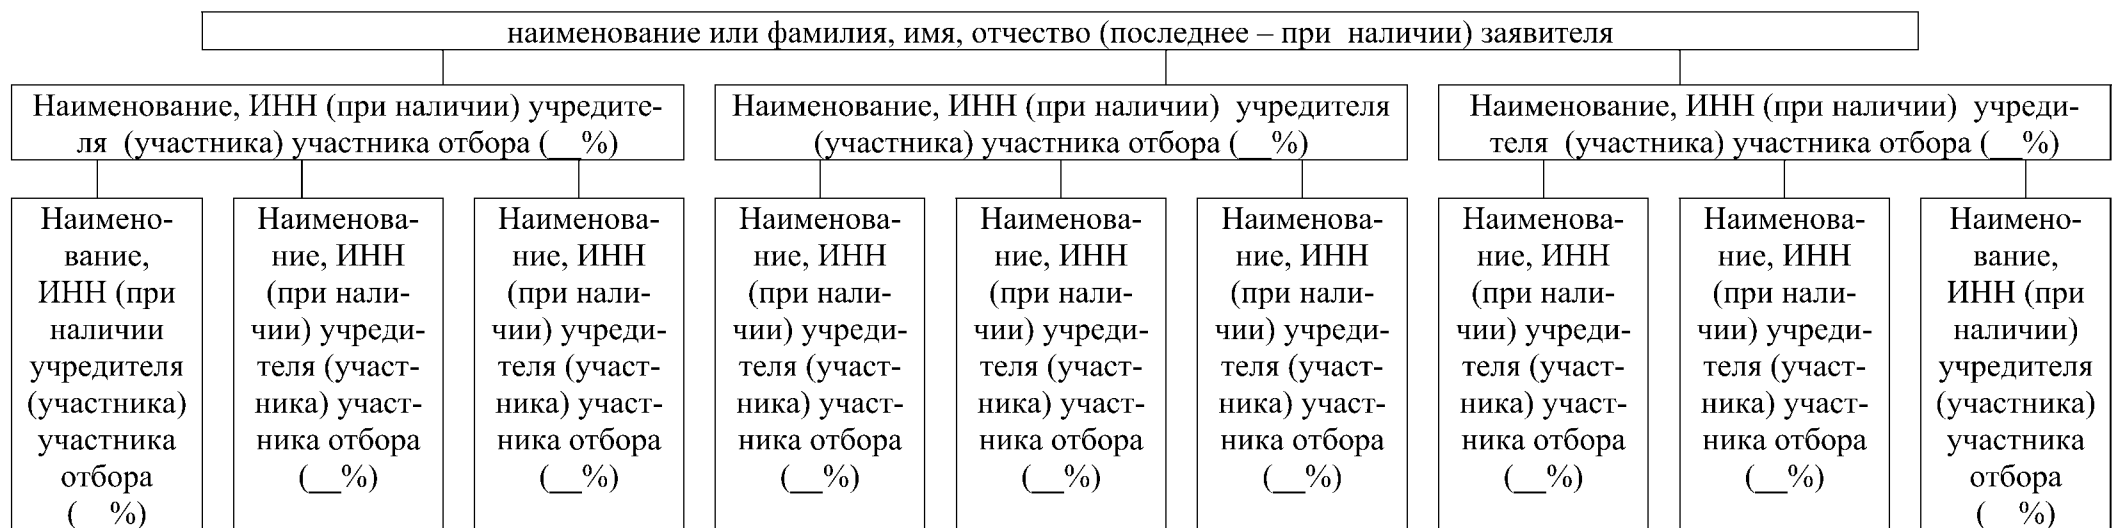 наименование или фамилия, имя, отчество (последнее – при наличии) заявителя
Наименование, ИНН (при наличии) учредите-
ля (участника) участника отбора (__%)
Наименование, ИНН (при наличии) учредителя
(участника) участника отбора (__%)
Наименование, ИНН (при наличии) учреди-
теля (участника) участника отбора (__%)
Наимено-
вание,
ИНН (при
наличии
учредителя
(участника)
участника
отбора
(__%)
Наименова-
ние, ИНН
(при нали-
чии) учреди-
теля (участ-
ника) участ-
ника отбора
(__%)
Наименова-
ние, ИНН
(при нали-
чии) учреди-
теля (участ-
ника) участ-
ника отбора
(__%)
Наименова-
ние, ИНН
(при нали-
чии) учреди-
теля (участ-
ника) участ-
ника отбора
(__%)
Наименова-
ние, ИНН
(при нали-
чии) учреди-
теля (участ-
ника) участ-
ника отбора
(__%)
Наименова-
ние, ИНН
(при нали-
чии) учреди-
теля (участ-
ника) участ-
ника отбора
(__%)
Наименова-
ние, ИНН
(при нали-
чии) учреди-
теля (участ-
ника) участ-
ника отбора
(__%)
Наименова-
ние, ИНН
(при нали-
чии) учреди-
теля (участ-
ника) участ-
ника отбора
(__%)
Наимено-
вание,
ИНН (при
наличии)
учредителя
(участника)
участника
отбора
(__%)